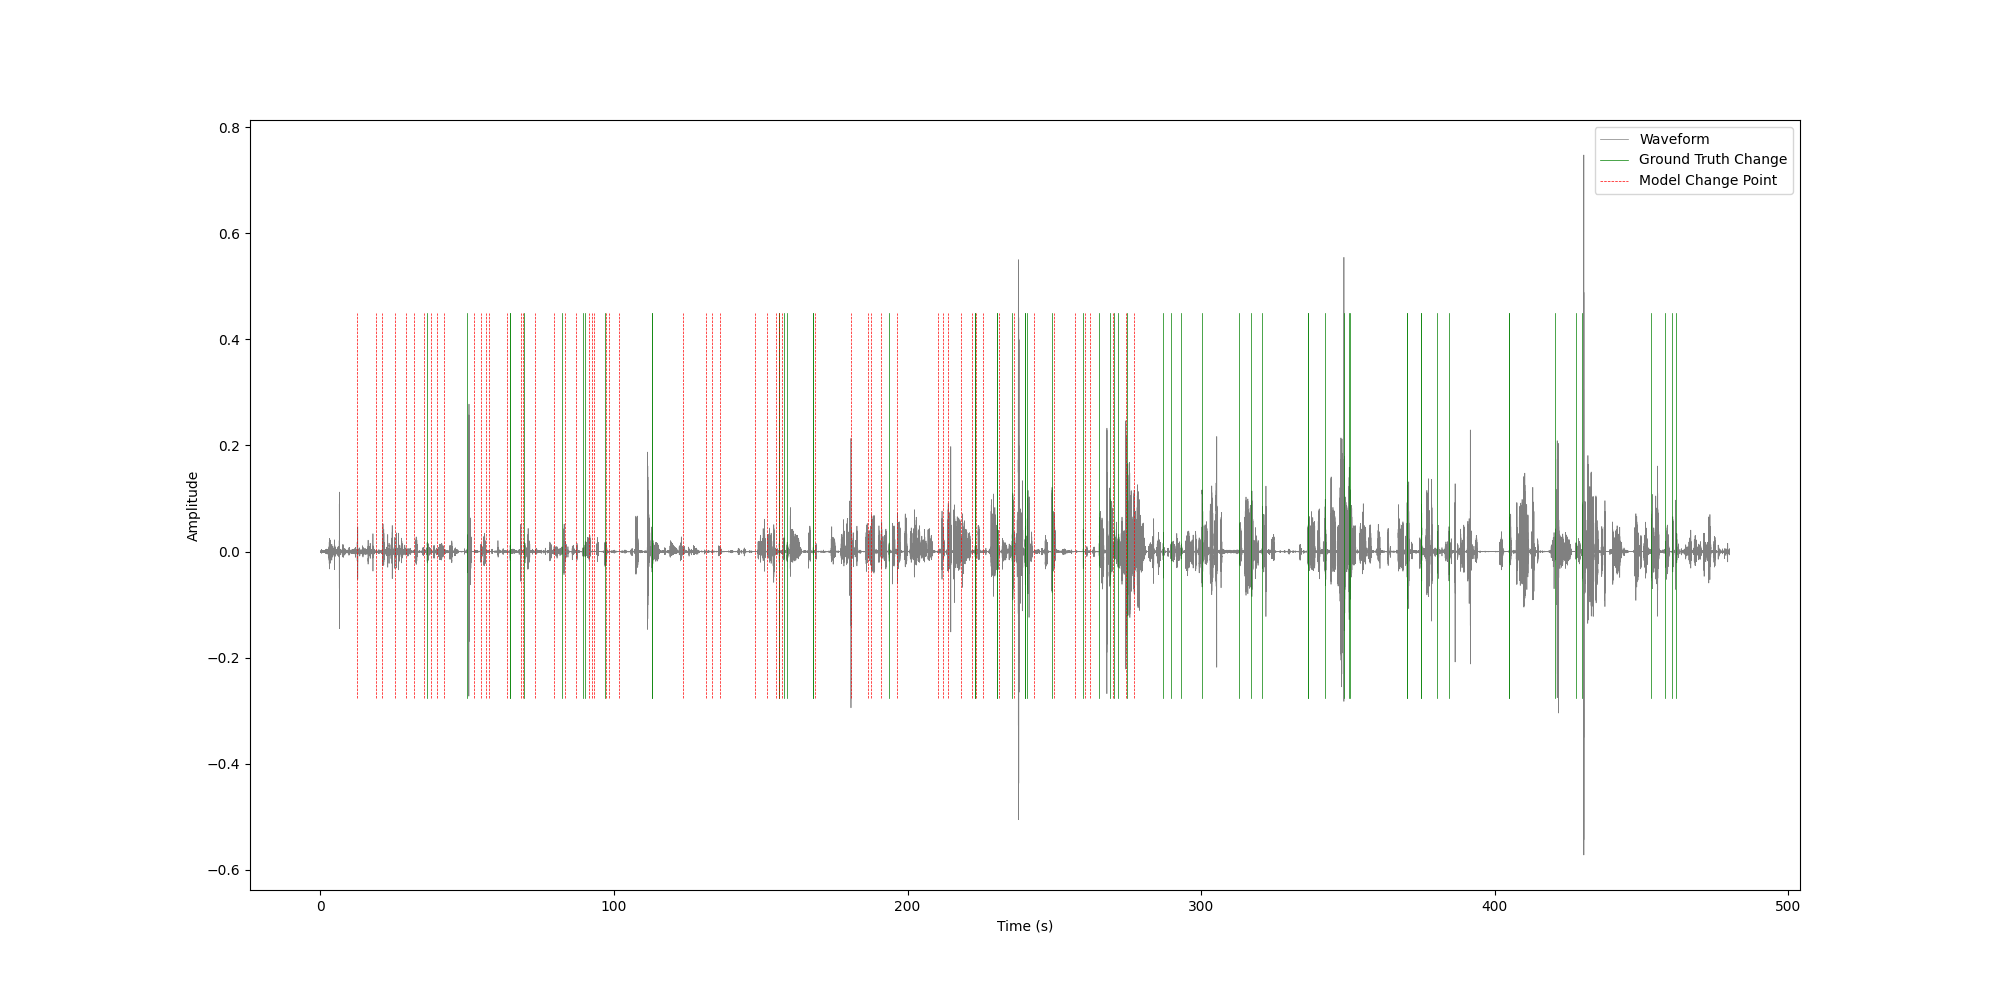 0.8
0.6
0.4
0.2
0.0
−0.2
−0.4
−0.6
Amplitude
0 100 200 300 400 500
Time (s)
Waveform
Ground Truth Change
Model Change Point